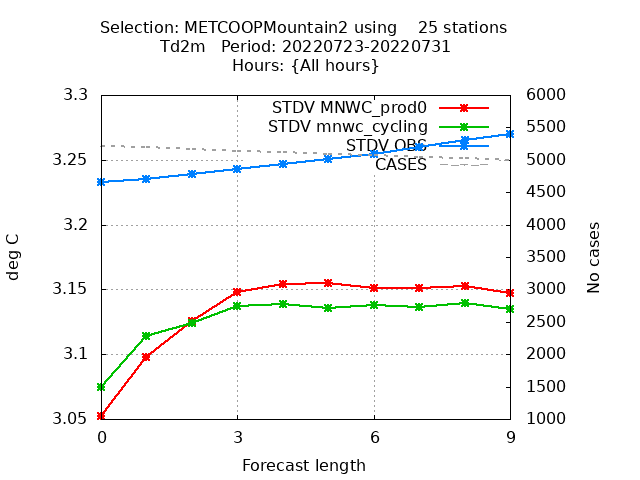 Selection: METCOOPMountain2 using    25 stations
Td2m   Period: 20220723-20220731
Hours: {All hours}
STDV MNWC_prod0
STDV mnwc_cycling
STDV OBS
CASES
3.3
3.25
3.2
3.15
3.1
3.05
6000
5500
5000
4500
4000
3500
3000
2500
2000
1500
1000
deg C
No cases
0 3 6 9
Forecast length